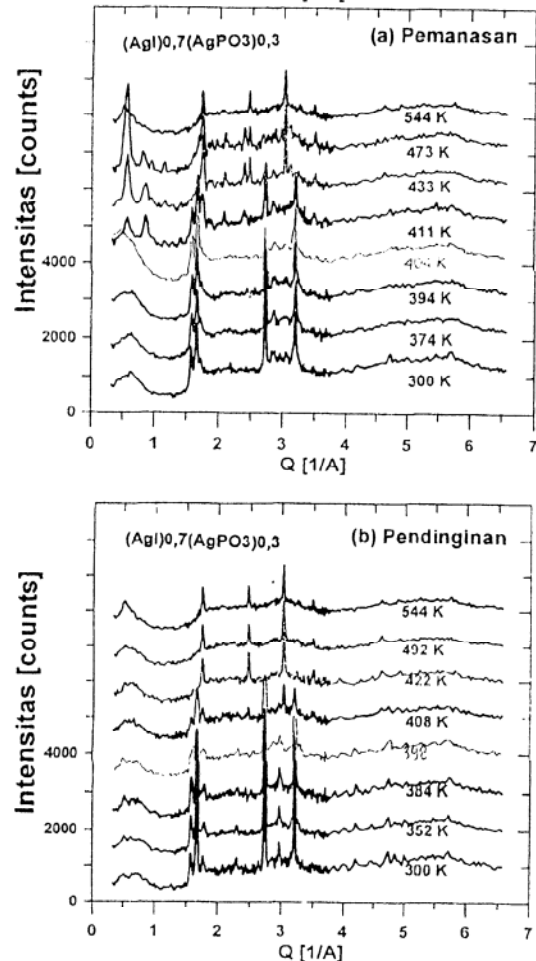 (AgI)0,7(AgPO3)0,3
(a) Pemanasan
Intensitas [counts]
544 K
473 K
433 K
411 K
404 K
4000
394 K
2000
374 K
300 K
0
0 1 2 3 4 5 6 7
Q [1/A]
(AgI)0,7(AgPO3)0,3
(b) Pendinginan
Intensitas [counts]
544 K
492 K
422 K
408 K
4000
384 K
2000
352 K
300 K
0
0 1 2 3 4 5 6 7
Q [1/A]